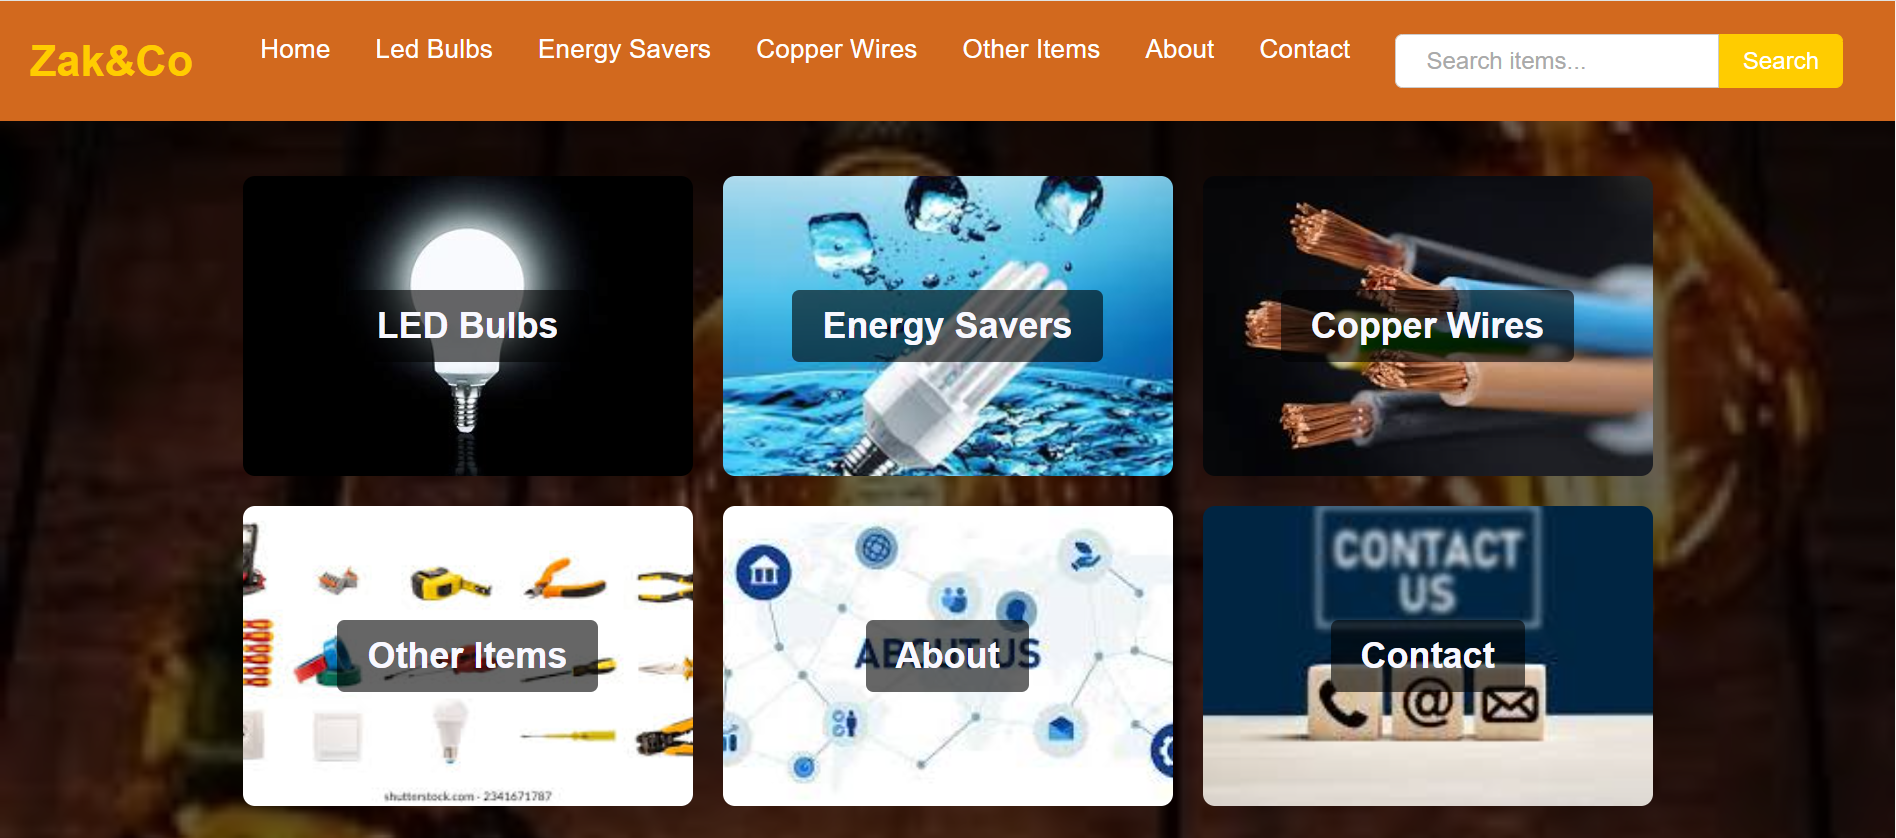 Zak&Co
Home
Led Bulbs
Energy Savers
Copper Wires
Other Items
About
Contact
Search items...
Search
LED Bulbs
Energy Savers
Copper Wires
CONTACT
US
Other Items
ABOUT US
About
Contact
@
shutterstock.com · 2341671787